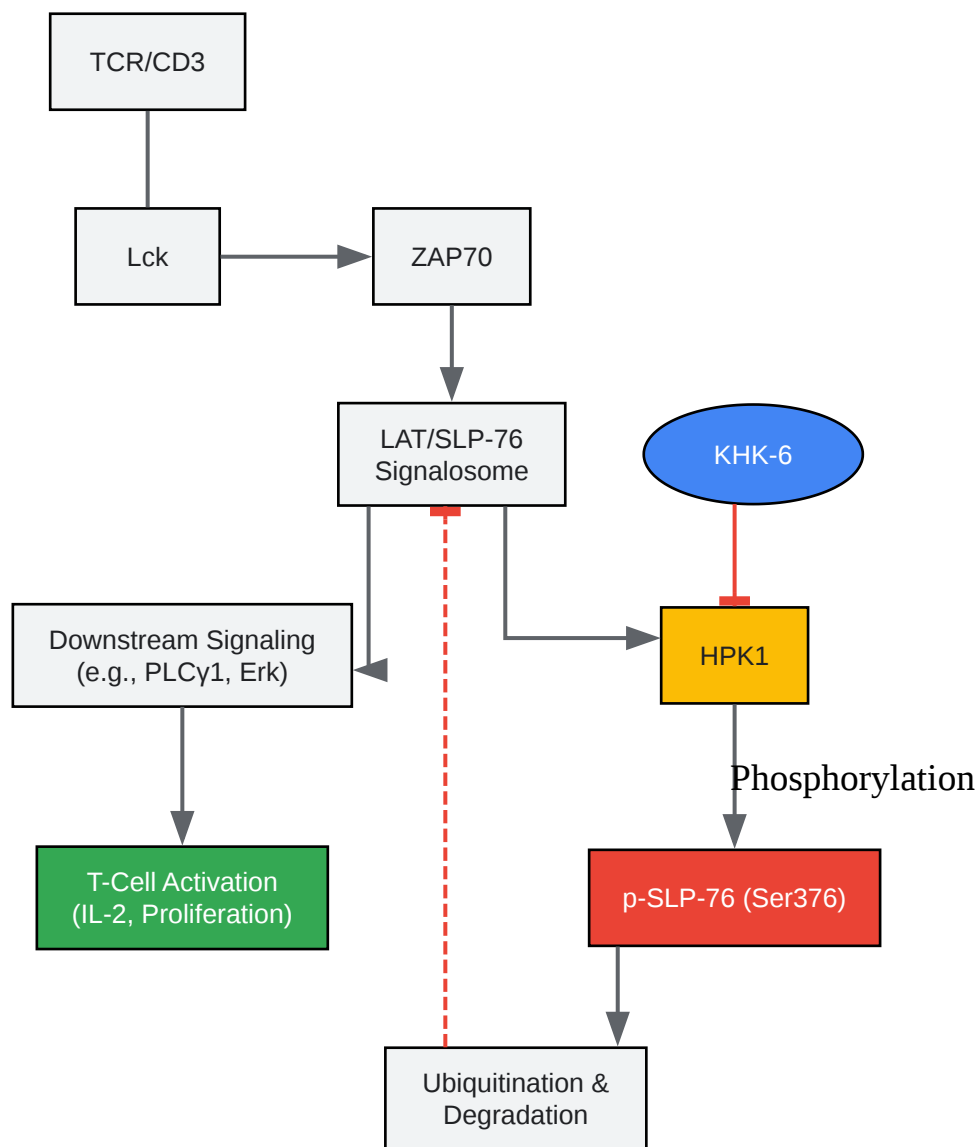 TCR/CD3
Lck
ZAP70
LAT/SLP-76
Signalosome
KHK-6
Downstream Signaling
(e.g., PLCγ1, Erk)
HPK1
Phosphorylation
T-Cell Activation
(IL-2, Proliferation)
p-SLP-76 (Ser376)
Ubiquitination &
Degradation